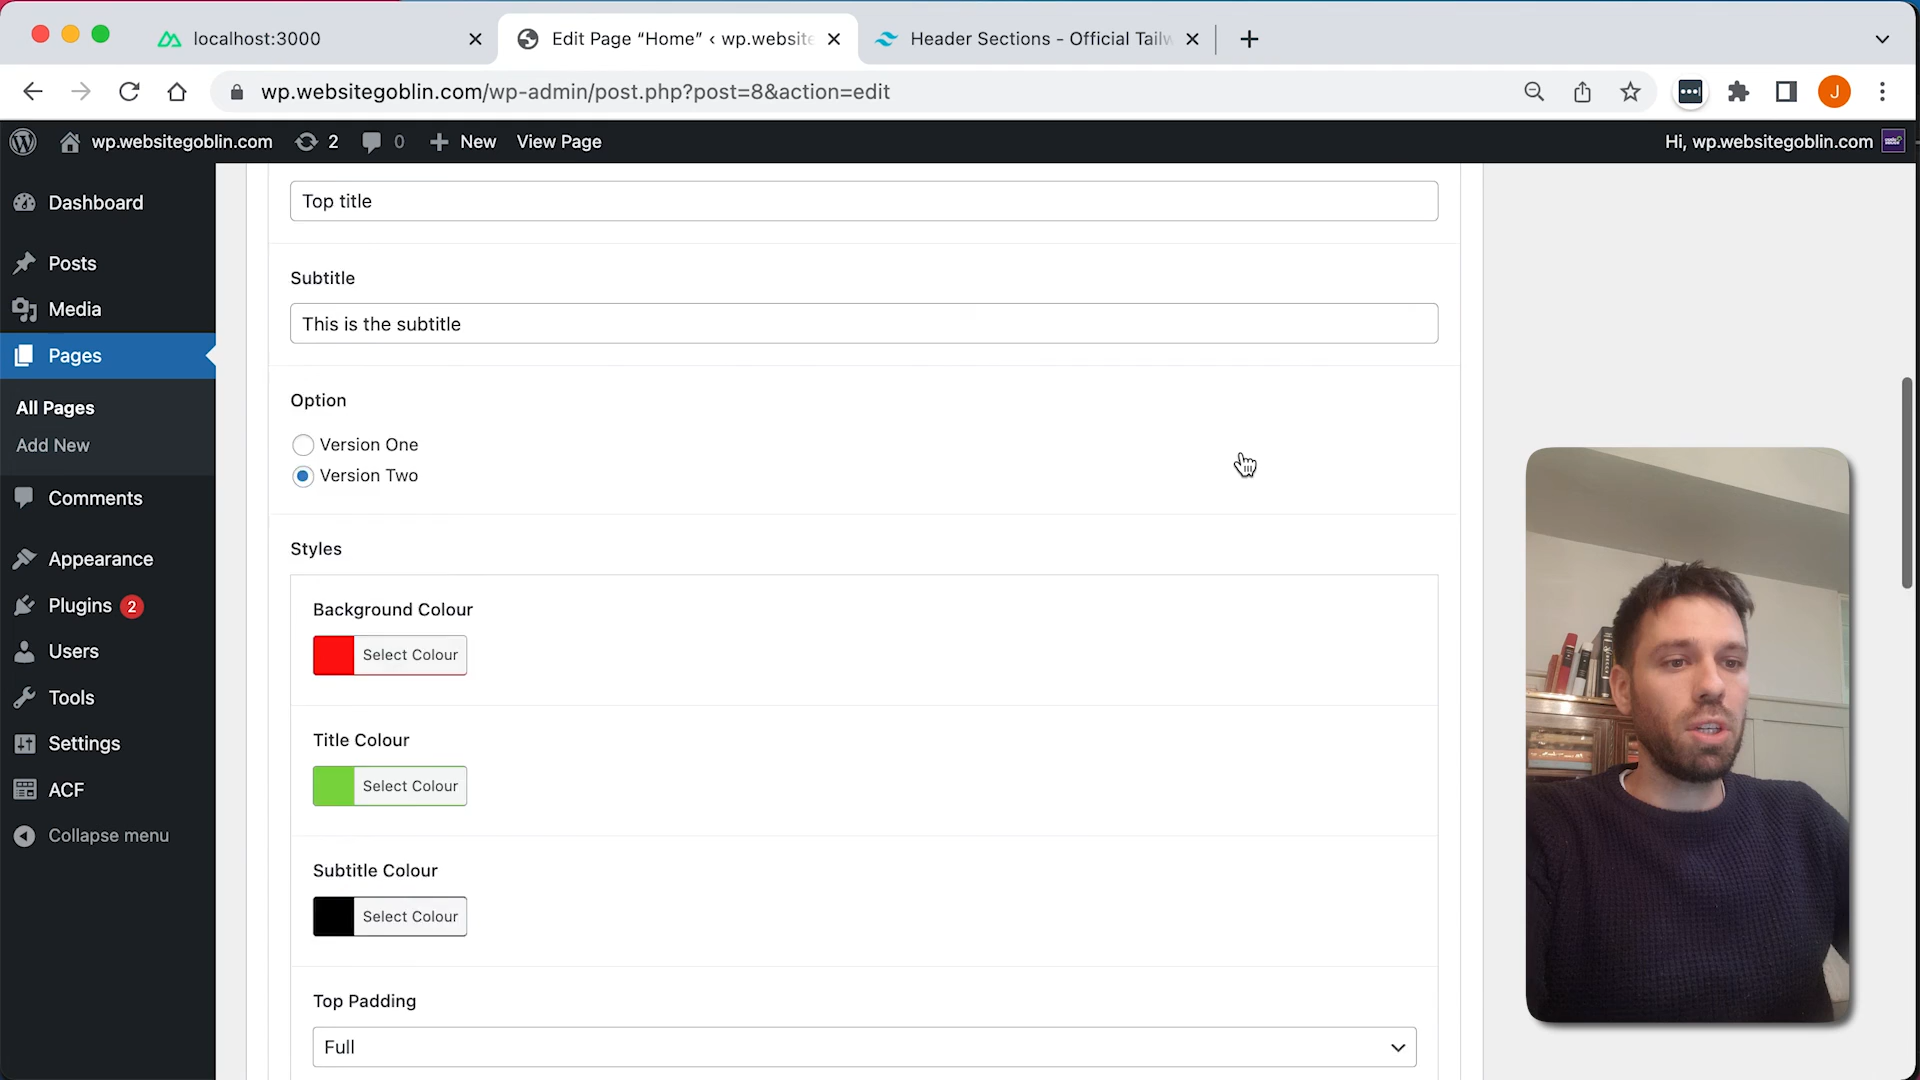 localhost:3000
Edit Page “Home” ‹ wp.website
Header Sections - Official Tailw
wp.websitegoblin.com/wp-admin/post.php?post=8&action=edit
J
wp.websitegoblin.com
2
0
New
View Page
Hi, wp.websitegoblin.com
Dashboard
Posts
Media
Pages
All Pages
Add New
Comments
Appearance
Plugins 2
Users
Tools
Settings
ACF
Collapse menu
Top title
Subtitle
This is the subtitle
Option
Version One
Version Two
Styles
Background Colour
Select Colour
Title Colour
Select Colour
Subtitle Colour
Select Colour
Top Padding
Full